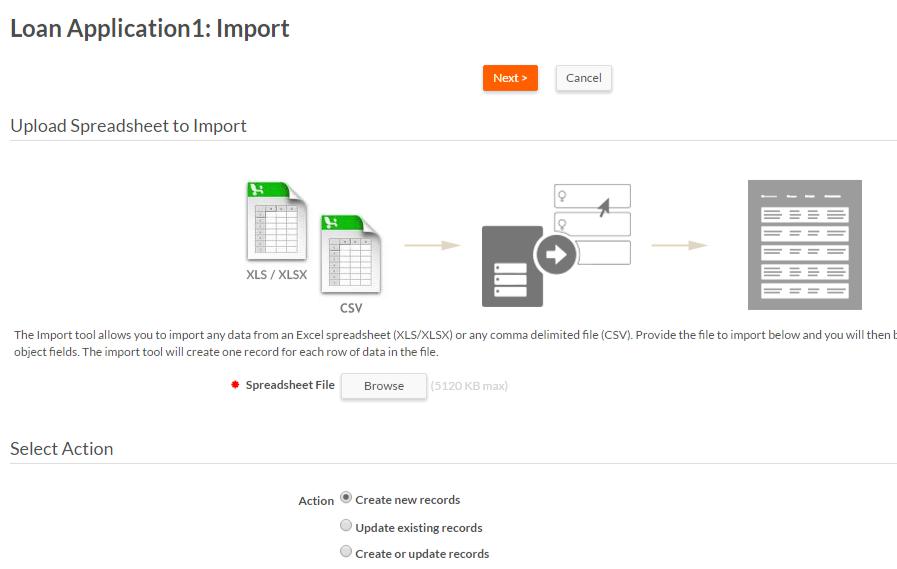 Loan Application1: Import
Next > Cancel
Upload Spreadsheet to Import
XLS / XLSX
CSV
The Import tool allows you to import any data from an Excel spreadsheet (XLS/XLSX) or any comma delimited file (CSV). Provide the file to import below and you will then
object fields. The import tool will create one record for each row of data in the file.
Spreadsheet File Browse (5120 KB max)
Select Action
Action Create new records
Update existing records
Create or update records